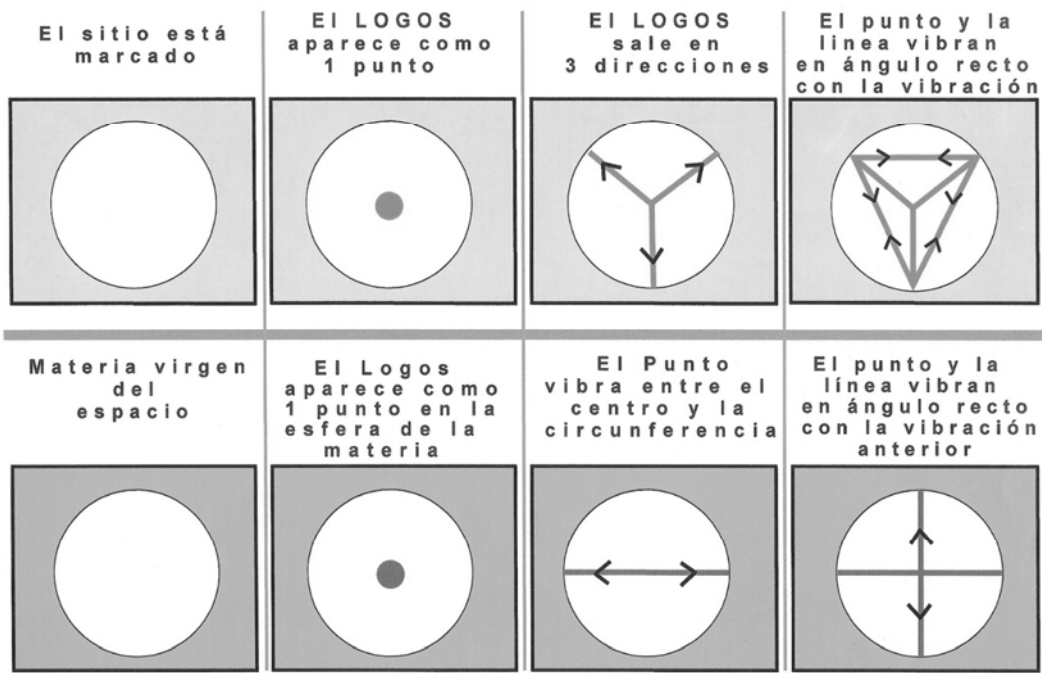 El sitio está
marcado
El LOGOS
aparece como
1 punto
El LOGOS
sale en
3 direcciones
El punto y la
linea vibran
en ángulo recto
con la vibración
Materia virgen
del
espacio
El Logos
aparece como
1 punto en la
esfera de la
materia
El Punto
vibra entre el
centro y la
circunferencia
El punto y la
línea vibran
en ángulo recto
con la vibración
anterior